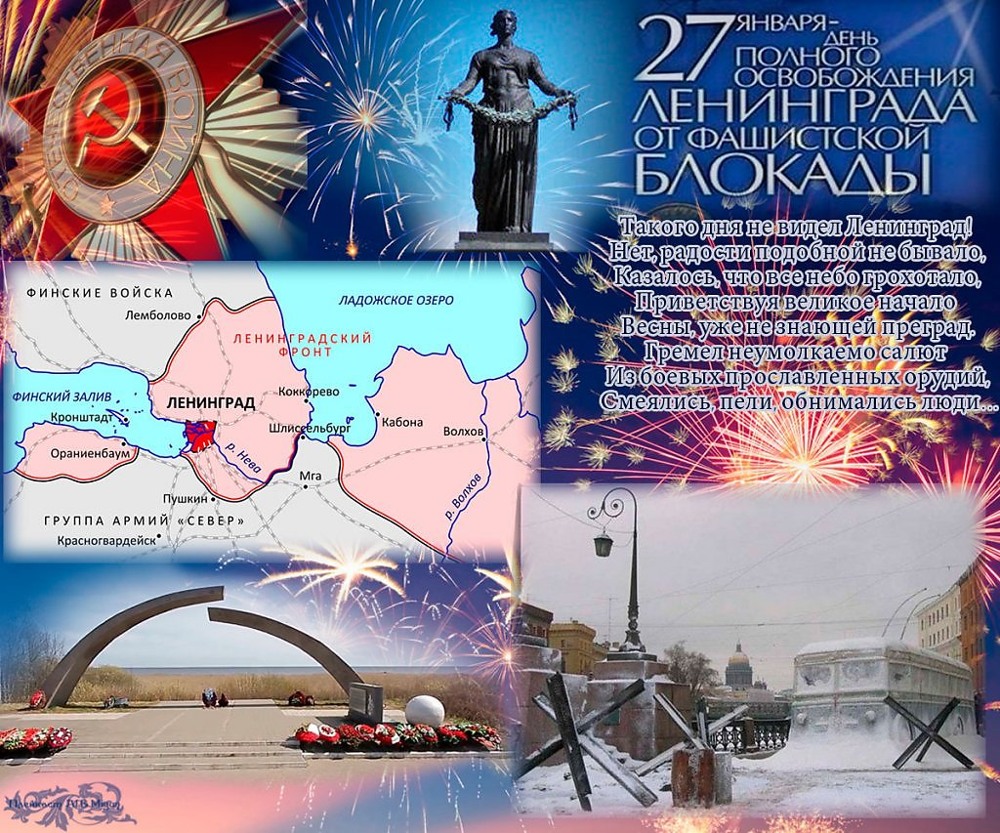 ОТЕЧЕСТВЕННАЯ ВОЙНА
27 ЯНВАРЯ-
ДЕНЬ
ПОЛНОГО
ОСВОБОЖДЕНИЯ
ЛЕНИНГРАДА
ОТ ФАШИСТСКОЙ
БЛОКАДЫ
Такого дня не видел Ленинград!
Нет, радости подобной не бывало,
Казалось, что все небо грохотало,
Приветствуя великое начало
Весны, уже не знающей преград.
Гремел неумолкаемо салют
Из боевых прославленных орудий,
Смеялись, пели, обнимались люди...
ФИНСКИЕ ВОЙСКА
ЛАДОЖСКОЕ ОЗЕРО
Лемболово
ЛЕНИНГРАДСКИЙ
ФРОНТ
ФИНСКИЙ ЗАЛИВ
ЛЕНИНГРАД
Коккорево
Кронштадт
Кабона
Шлиссельбург
Волхов
Ораниенбаум
р. Нева
Мга
Пушкин
р. Волхов
ГРУППА АРМИЙ «СЕВЕР»
Красногвардейск